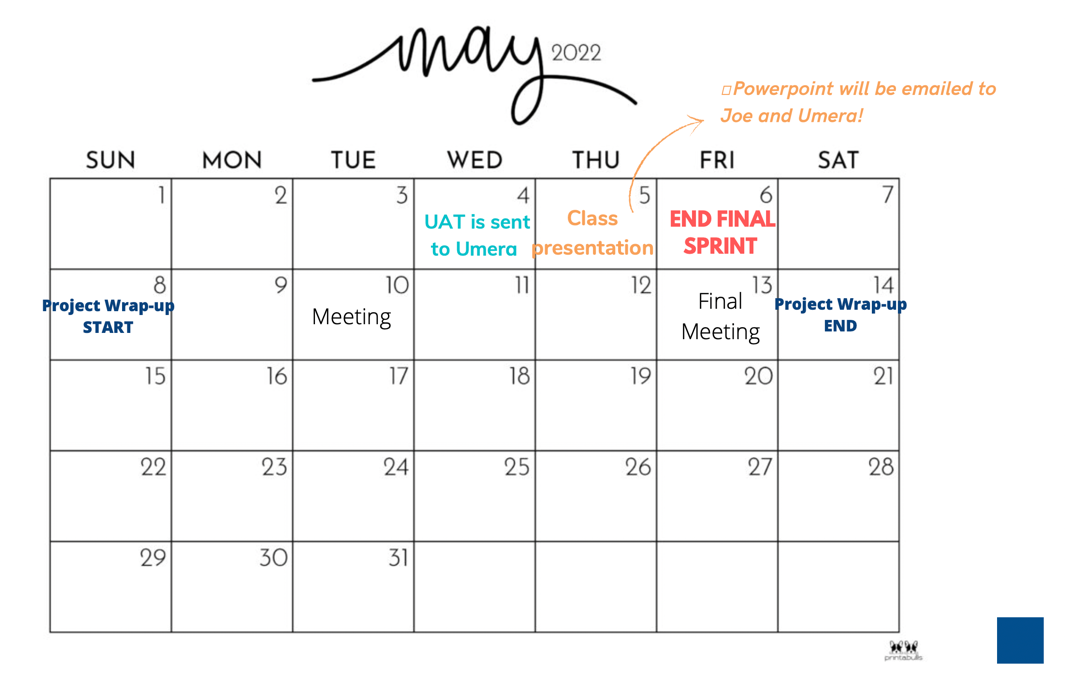 may 2022
▯Powerpoint will be emailed to
Joe and Umera!
SUN MON TUE WED THU FRI SAT
1 2 3 4 5 6 7
UAT is sent
to Umera
Class
presentation
END FINAL
SPRINT
8 9 10 11 12 13 14
Project Wrap-up
START
Meeting
Final
Meeting
Project Wrap-up
END
15 16 17 18 19 20 21
22 23 24 25 26 27 28
29 30 31
printabulls